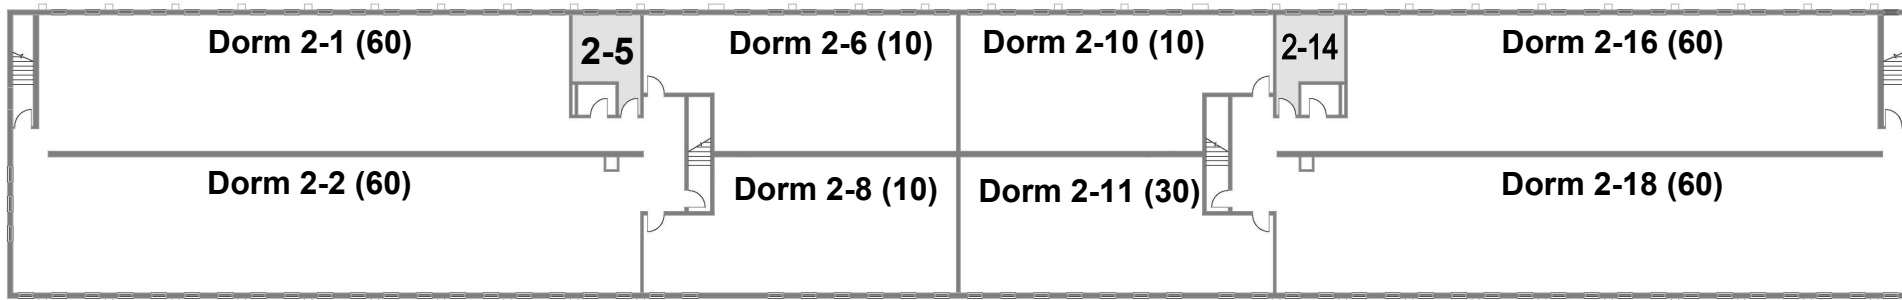 Dorm 2-1 (60)
2-5
Dorm 2-6 (10)
Dorm 2-10 (10)
2-14
Dorm 2-16 (60)
Dorm 2-2 (60)
Dorm 2-8 (10)
Dorm 2-11 (30)
Dorm 2-18 (60)